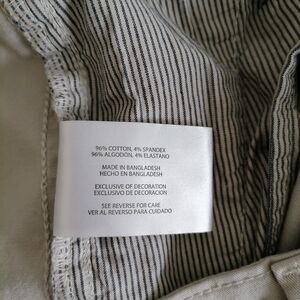 96% COTTON, 4% SPANDEX
96% ALGODÓN, 4% ELASTANO
MADE IN BANGLADESH
HECHO EN BANGLADESH
EXCLUSIVE OF DECORATION
EXCLUSIVO DE DECORACION
SEE REVERSE FOR CARE
VER AL REVERSO PARA CUIDADO